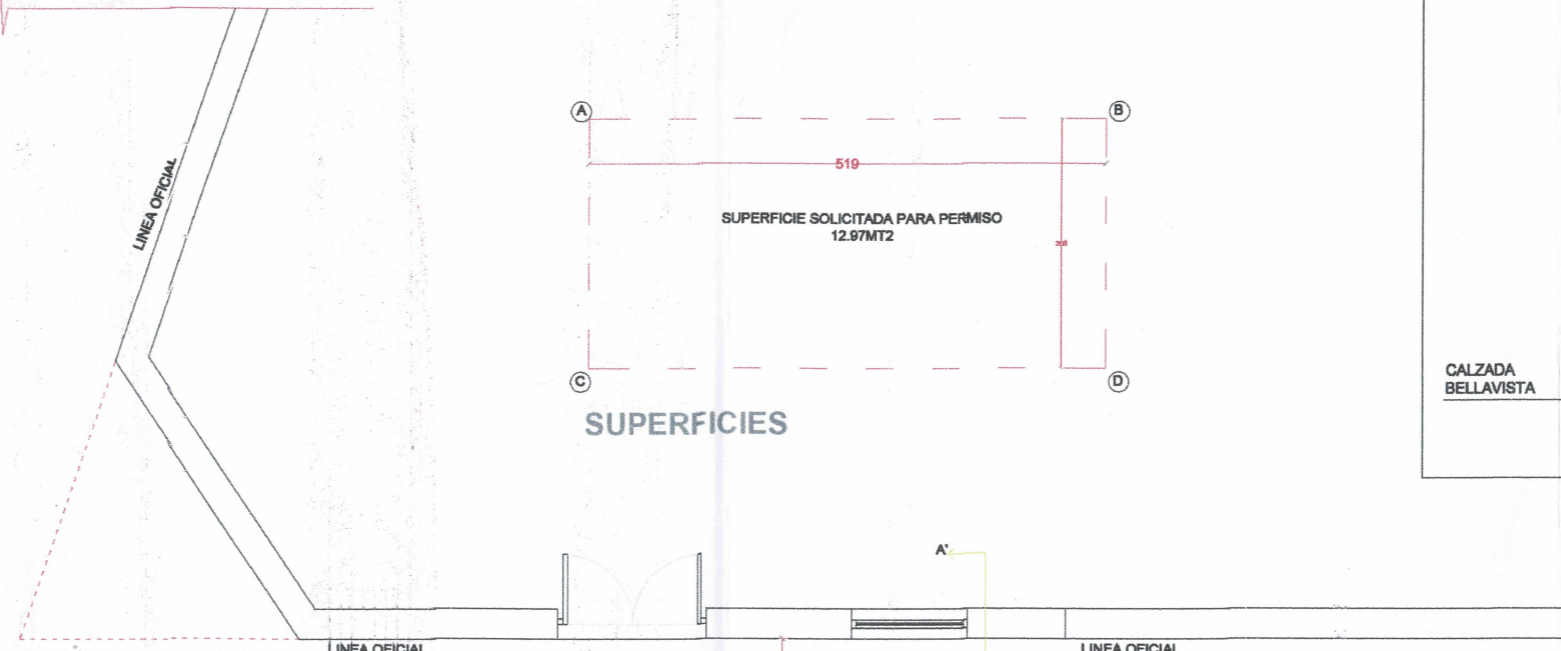 A
B
519
LINEA OFICIAL
SUPERFICIE SOLICITADA PARA PERMISO
12.97MT2
C
D
CALZADA
BELLAVISTA
SUPERFICIES
A'
LINEA OFICIAL
LINEA OFICIAL